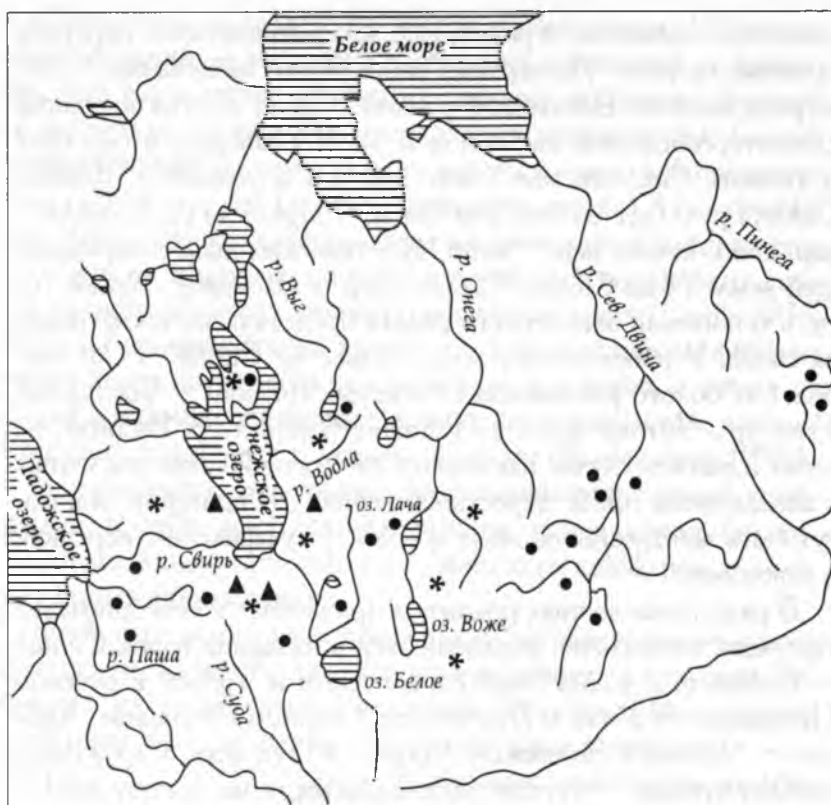 Белое море
р. Пинега
р. Выг
р. Онега
р. Сев. Двина
Онежское
озеро
р. Водла
Ладожское
озеро
оз. Лача
р. Свирь
оз. Воже
р. Паша
р. Суда
оз. Белое